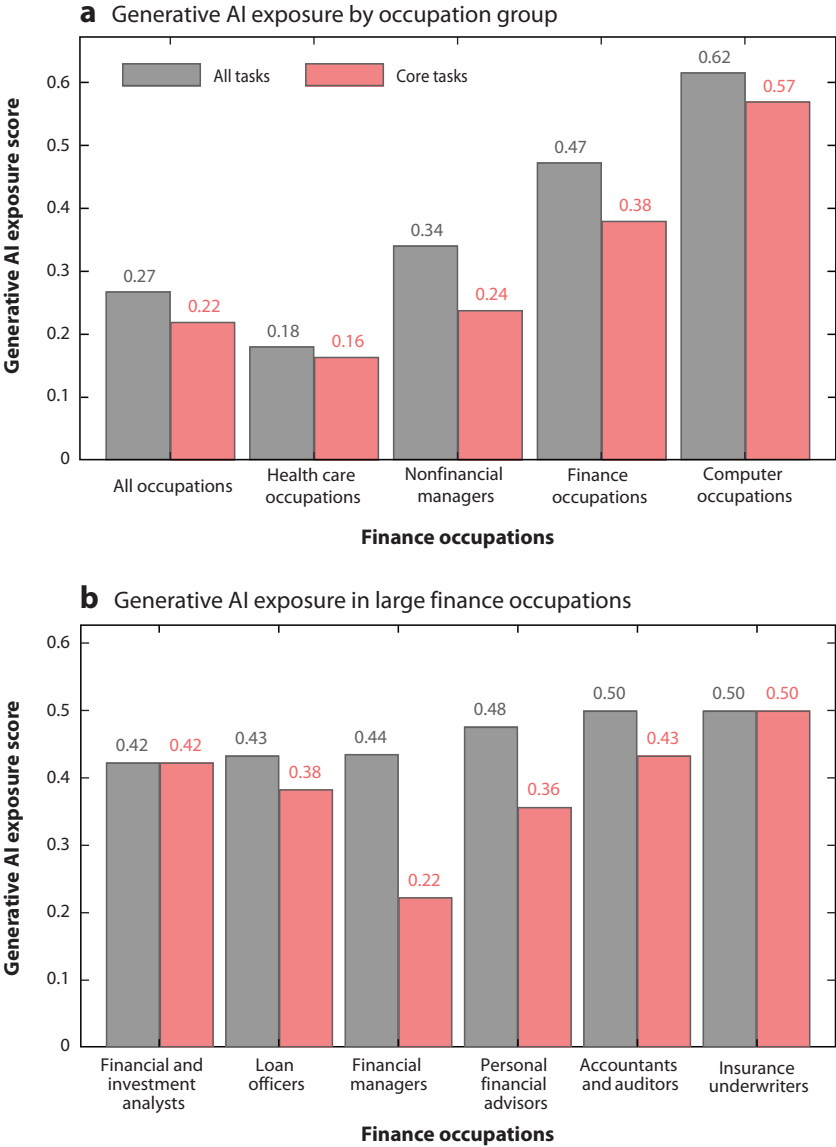 a Generative AI exposure by occupation group
Generative AI exposure score
0.6
0.5
0.4
0.3
0.2
0.1
0
All tasks
Core tasks
0.27
0.22
0.18
0.16
0.34
0.24
0.47
0.38
0.62
0.57
All occupations
Health care
occupations
Nonfinancial
managers
Finance
occupations
Computer
occupations
Finance occupations
b Generative AI exposure in large finance occupations
Generative AI exposure score
0.6
0.5
0.4
0.3
0.2
0.1
0
0.42
0.42
0.43
0.38
0.44
0.22
0.48
0.36
0.50
0.43
0.50
0.50
Financial and
investment
analysts
Loan
officers
Financial
managers
Personal
financial
advisors
Accountants
and auditors
Insurance
underwriters
Finance occupations